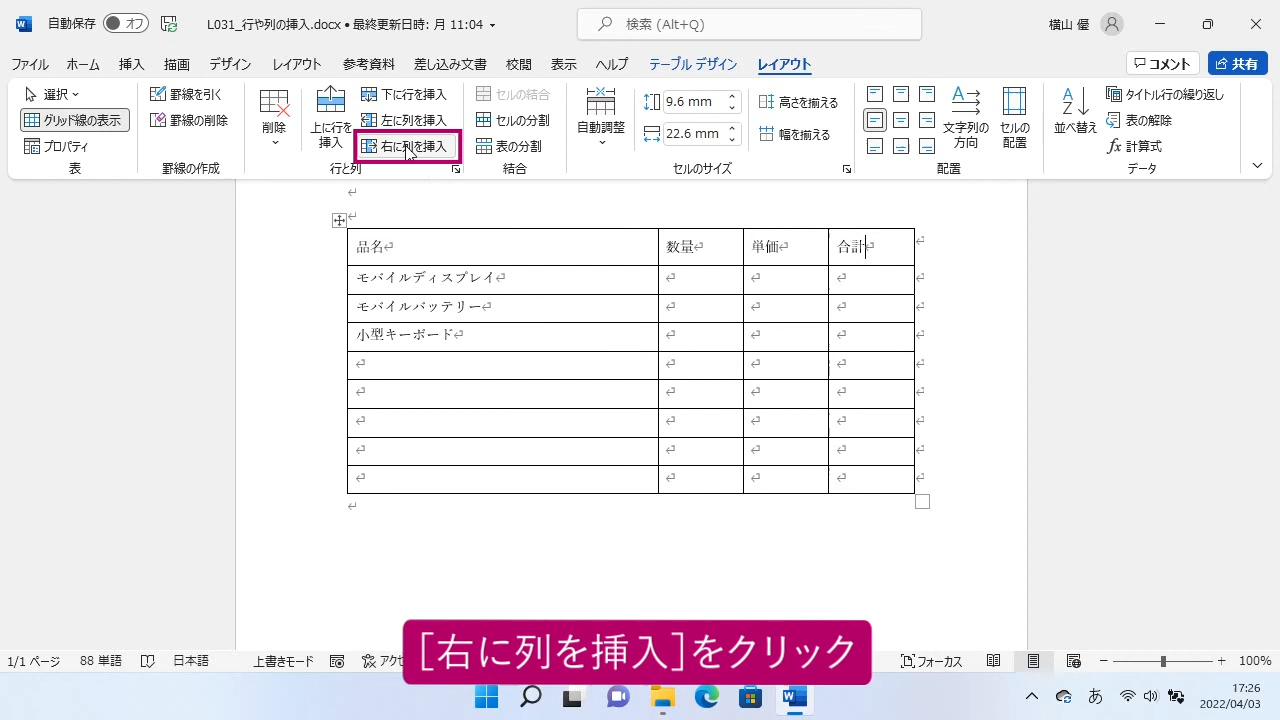 自動保存 オフ L031_行や列の挿入.docx • 最終更新日時: 月 11:04 検索 (Alt+Q) 横山 優
ファイル ホーム 挿入 描画 デザイン レイアウト 参考資料 差し込み文書 校閲 表示 ヘルプ テーブル デザイン レイアウト コメント 共有
選択
グリッド線の表示
プロパティ
表
罫線を引く
罫線の削除
罫線の作成
削除
上に行を
挿入
下に行を挿入
左に列を挿入
右に列を挿入
行と列
セルの結合
セルの分割
表の分割
結合
自動調整
9.6 mm
22.6 mm
高さを揃える
幅を揃える
セルのサイズ
文字列の
方向
セルの
配置
配置
並べ替え
タイトル行の繰り返し
表の解除
fx 計算式
データ
品名 数量 単価 合計
モバイルディスプレイ
モバイルバッテリー
小型キーボード
[右に列を挿入]をクリック
1/1 ページ 88 単語 日本語 上書きモード アクセ フォーカス 100%
あ 17:26
2022/04/03